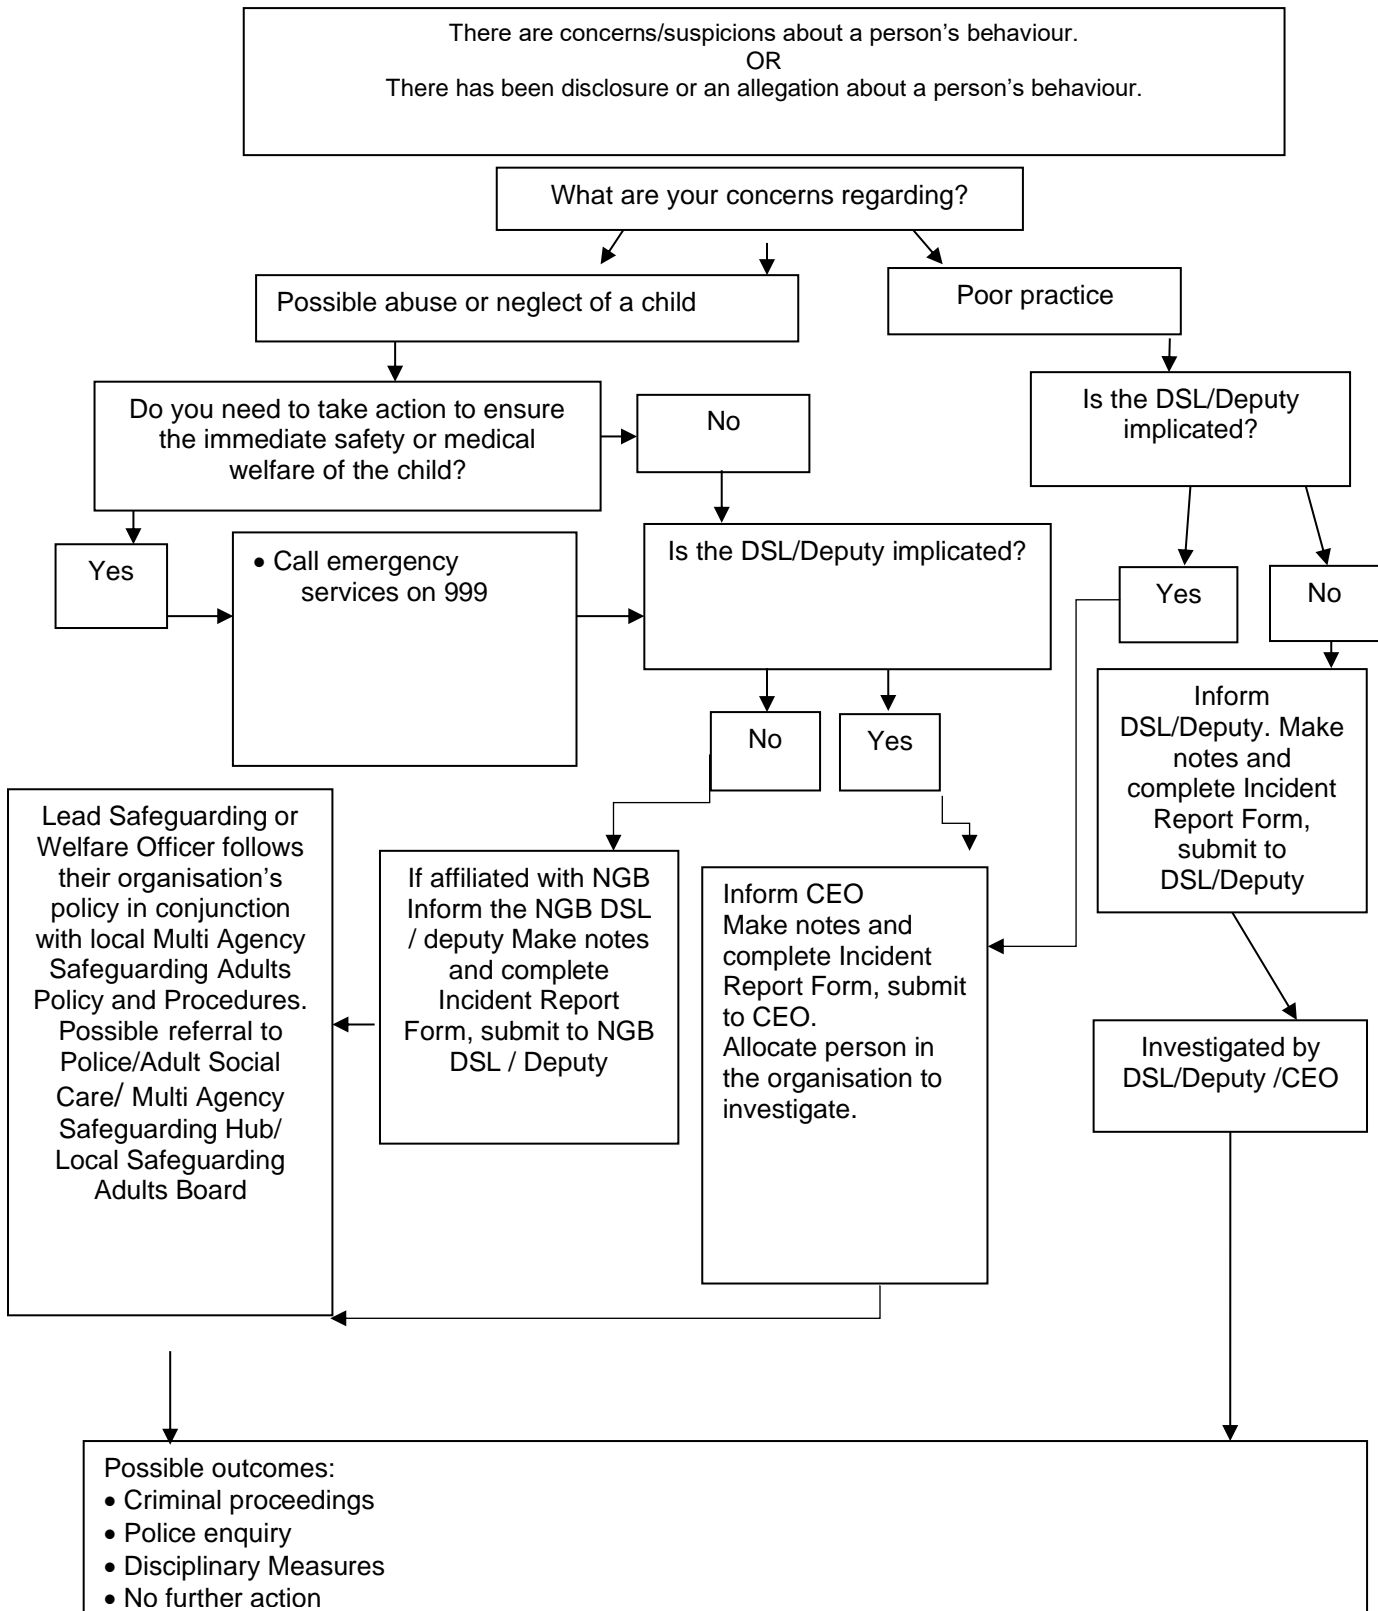 There are concerns/suspicions about a person’s behaviour.
OR
There has been disclosure or an allegation about a person’s behaviour.
What are your concerns regarding?
Possible abuse or neglect of a child
Poor practice
Do you need to take action to ensure
the immediate safety or medical
welfare of the child?
No
Is the DSL/Deputy
implicated?
Yes
• Call emergency
services on 999
Is the DSL/Deputy implicated?
Yes
No
No
Yes
Inform
DSL/Deputy. Make
notes and
complete Incident
Report Form,
submit to
DSL/Deputy
Lead Safeguarding or
Welfare Officer follows
their organisation’s
policy in conjunction
with local Multi Agency
Safeguarding Adults
Policy and Procedures.
Possible referral to
Police/Adult Social
Care/ Multi Agency
Safeguarding Hub/
Local Safeguarding
Adults Board
If affiliated with NGB
Inform the NGB DSL
/ deputy Make notes
and complete
Incident Report
Form, submit to NGB
DSL / Deputy
Inform CEO
Make notes and
complete Incident
Report Form, submit
to CEO.
Allocate person in
the organisation to
investigate.
Investigated by
DSL/Deputy /CEO
Possible outcomes:
• Criminal proceedings
• Police enquiry
• Disciplinary Measures
• No further action